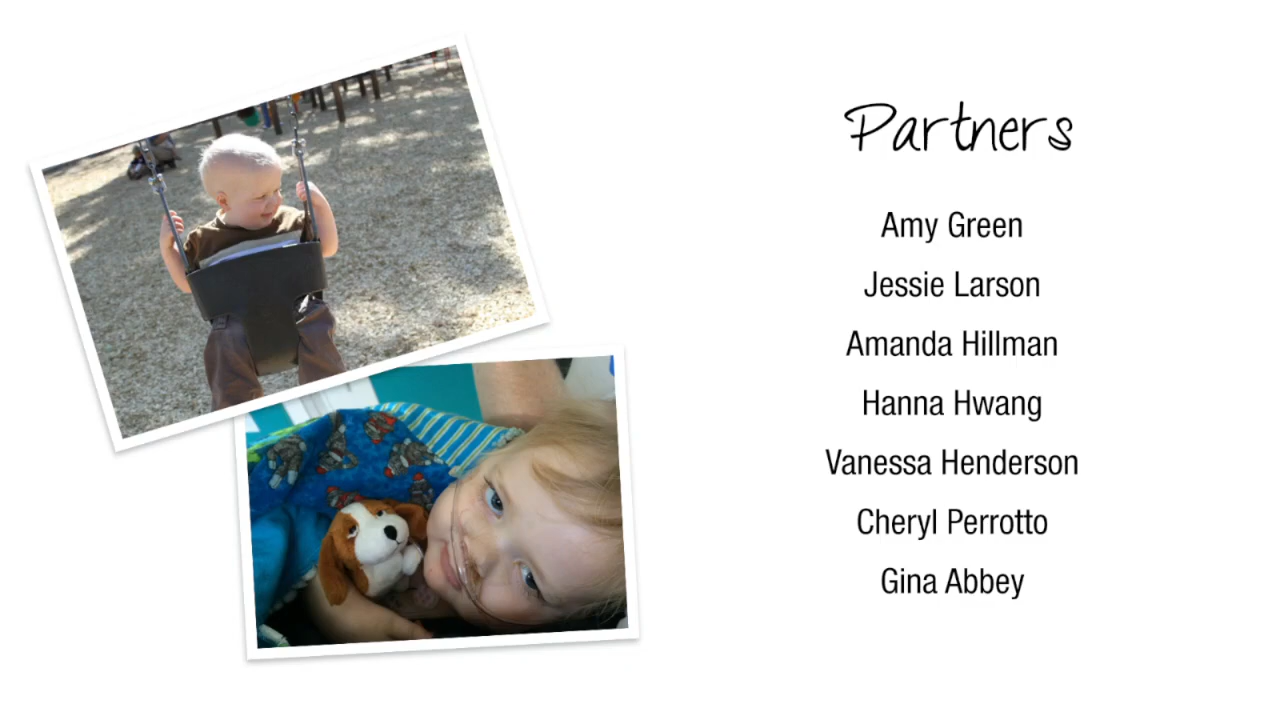 Partners
Amy Green
Jessie Larson
Amanda Hillman
Hanna Hwang
Vanessa Henderson
Cheryl Perrotto
Gina Abbey